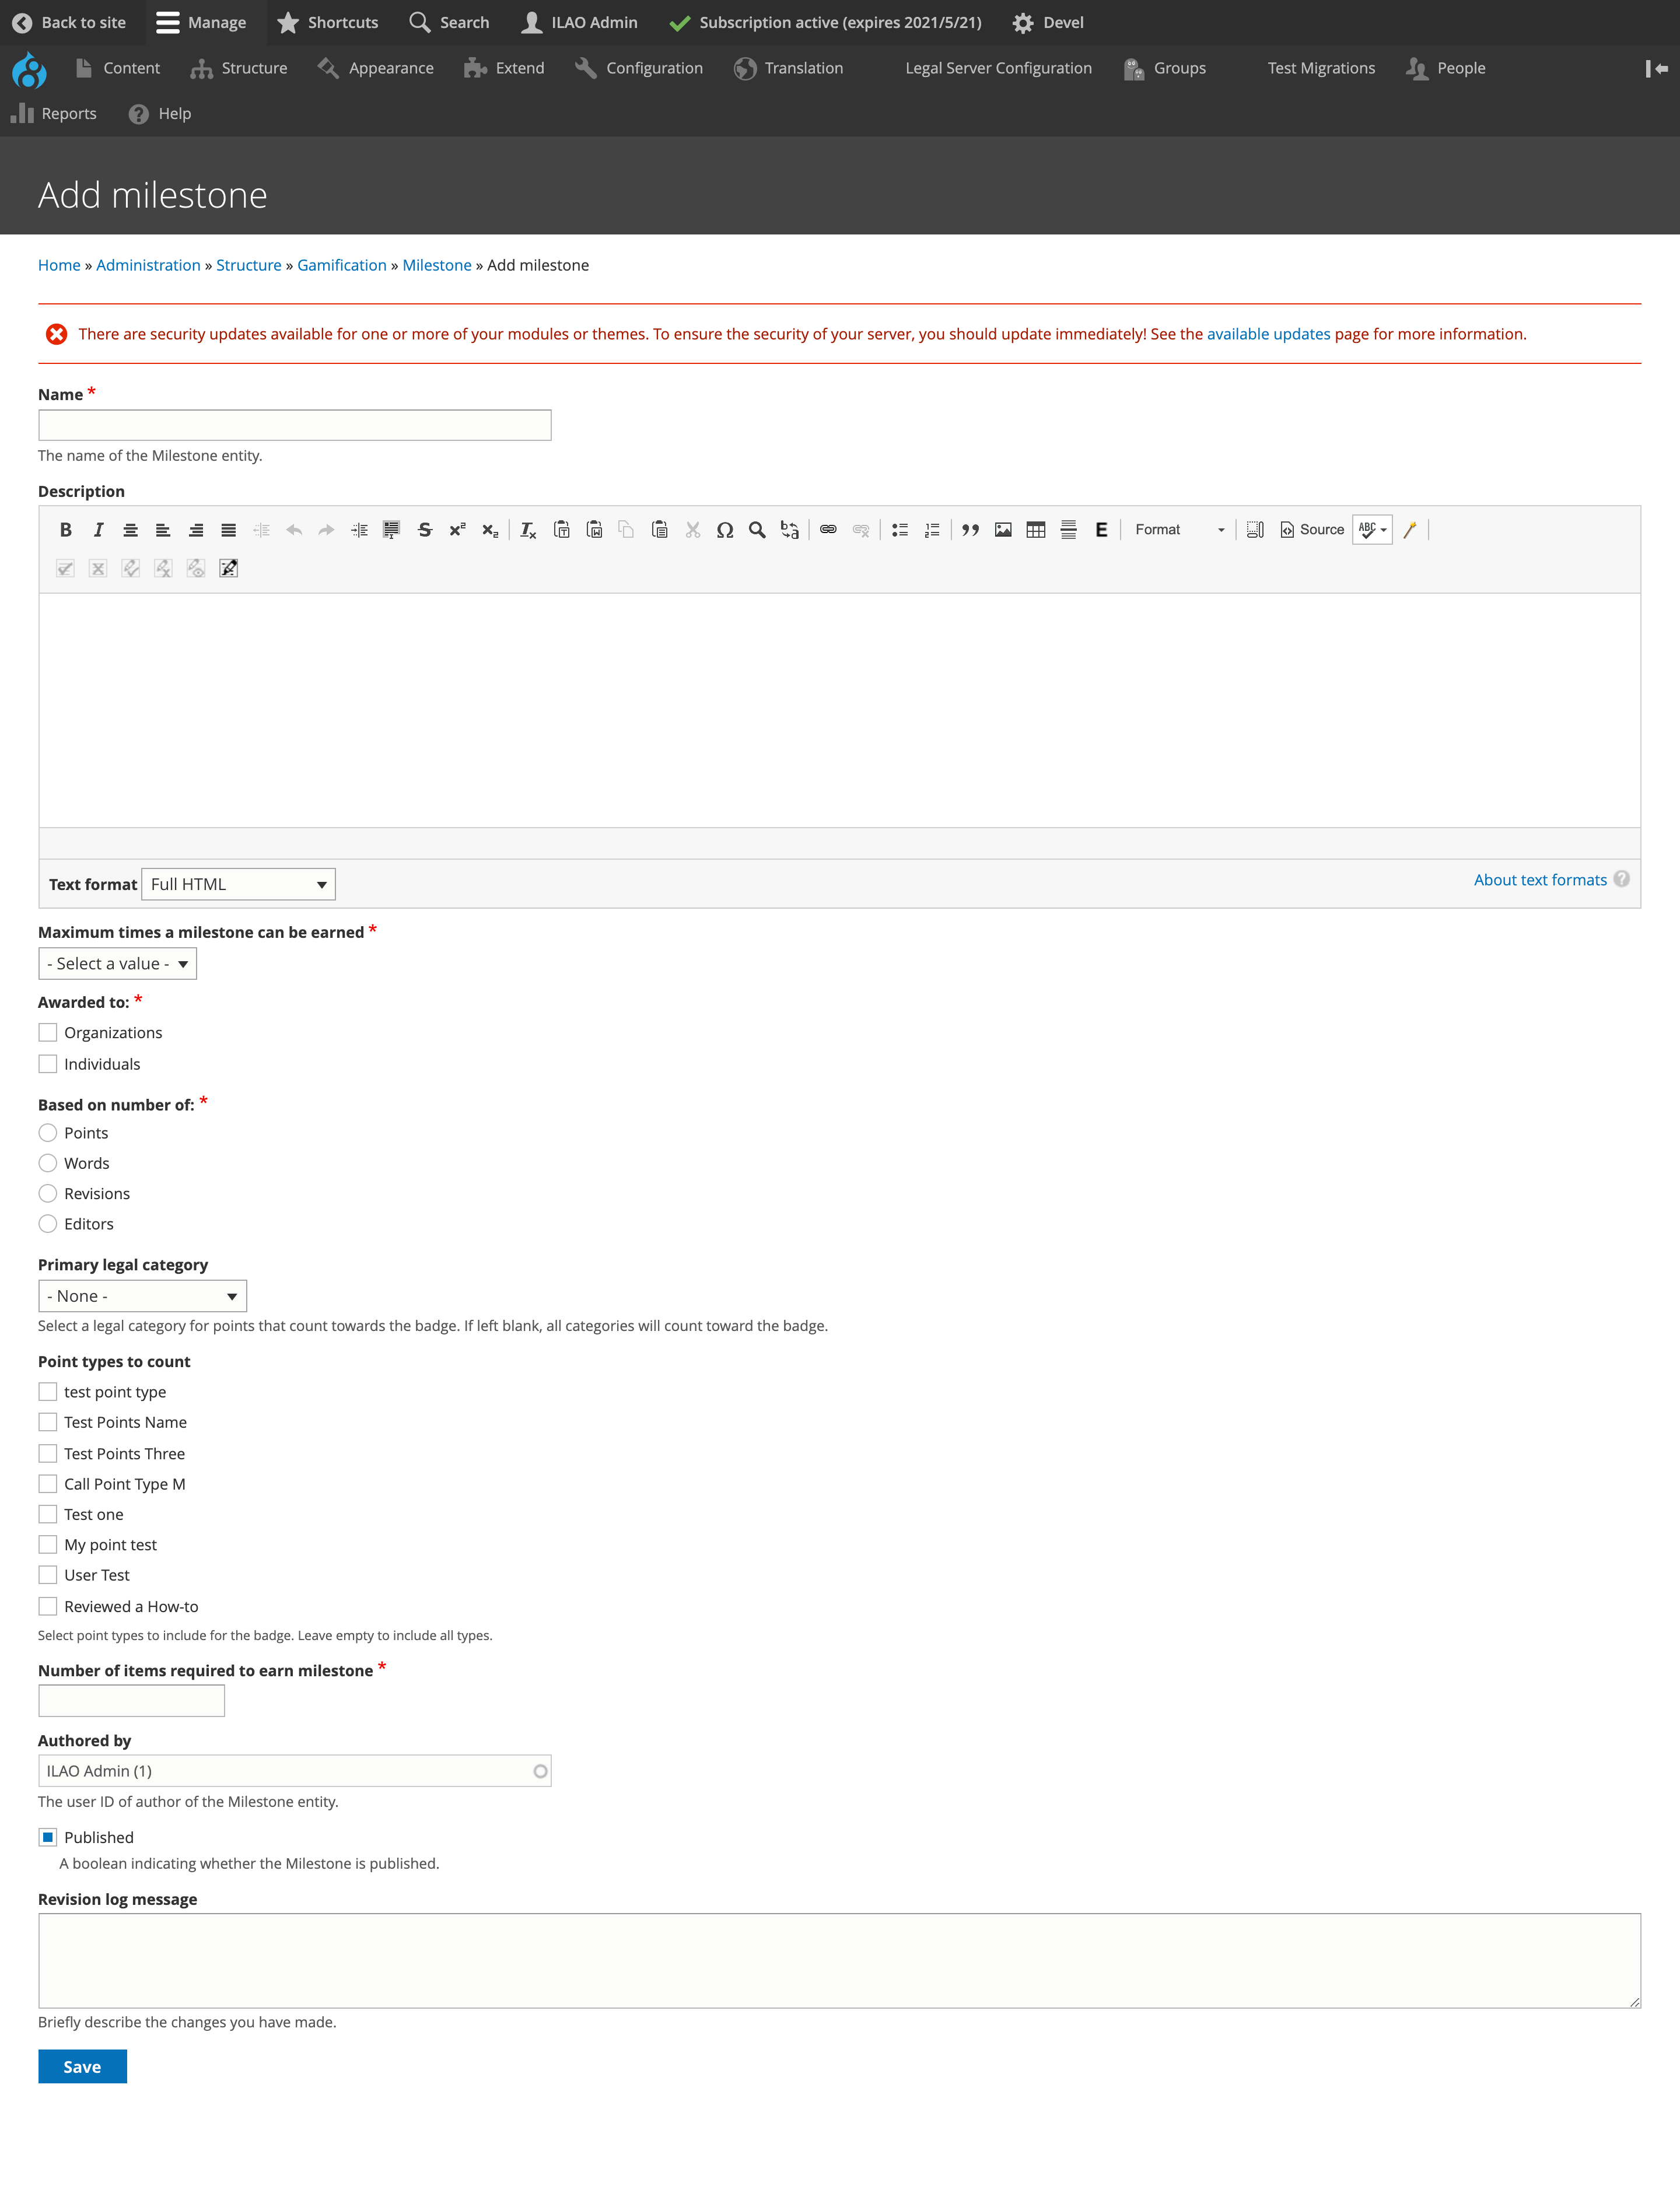 Back to site Manage Shortcuts Search ILAO Admin Subscription active (expires 2021/5/21) Devel
Content Structure Appearance Extend Configuration Translation Legal Server Configuration Groups Test Migrations People
Reports Help
Add milestone
Home » Administration » Structure » Gamification » Milestone » Add milestone
There are security updates available for one or more of your modules or themes. To ensure the security of your server, you should update immediately! See the available updates page for more information.
Name *
The name of the Milestone entity.
Description
Format Source
Text format Full HTML About text formats ?
Maximum times a milestone can be earned *
- Select a value -
Awarded to: *
Organizations
Individuals
Based on number of: *
Points
Words
Revisions
Editors
Primary legal category
- None -
Select a legal category for points that count towards the badge. If left blank, all categories will count toward the badge.
Point types to count
test point type
Test Points Name
Test Points Three
Call Point Type M
Test one
My point test
User Test
Reviewed a How-to
Select point types to include for the badge. Leave empty to include all types.
Number of items required to earn milestone *
Authored by
ILAO Admin (1)
The user ID of author of the Milestone entity.
Published
A boolean indicating whether the Milestone is published.
Revision log message
Briefly describe the changes you have made.
Save